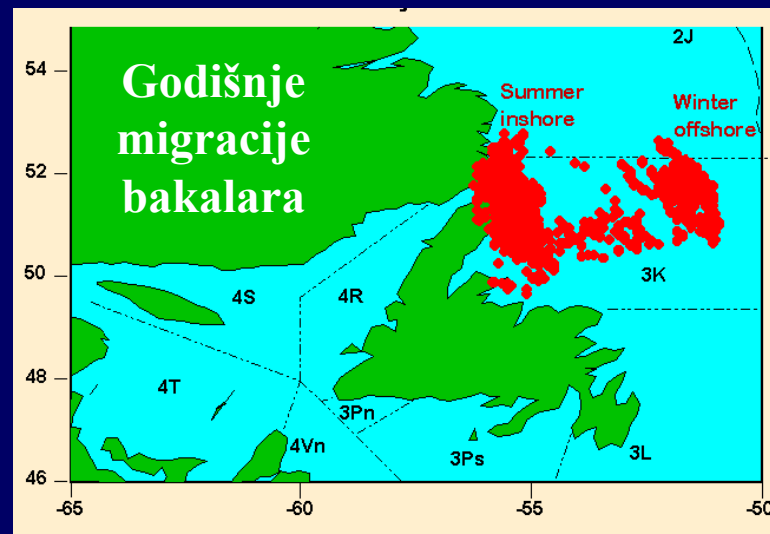 2J
54
Godišnje
migracije
bakalara
Summer
inshore
Winter
offshore
52
50
3K
4S
4R
48
4T
3Pn
4Vn
3Ps
3L
46
-65
-60
-55
-50